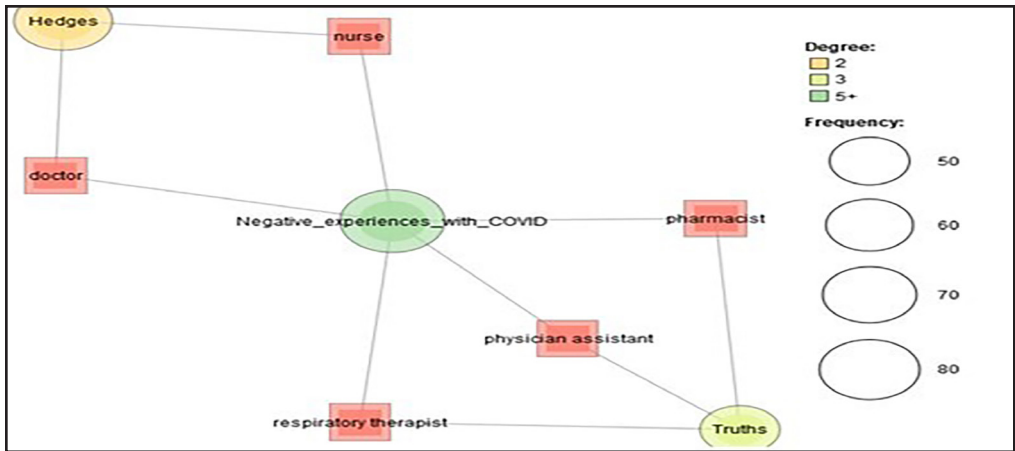 Hedges
nurse
doctor
Negative_experiences_with_COVID
pharmacist
physician assistant
respiratory therapist
Truths
Degree:
2
3
5+
Frequency:
50
60
70
80